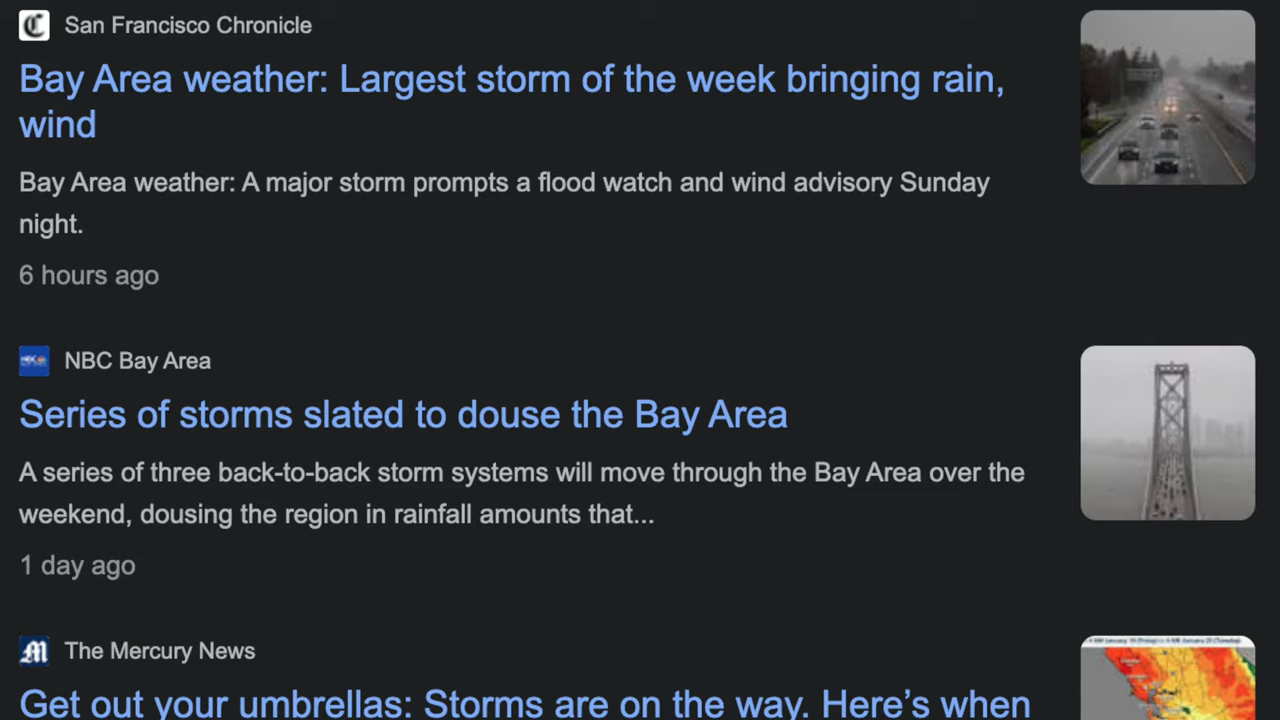 San Francisco Chronicle
Bay Area weather: Largest storm of the week bringing rain,
wind
Bay Area weather: A major storm prompts a flood watch and wind advisory Sunday
night.
6 hours ago
NBC Bay Area
Series of storms slated to douse the Bay Area
A series of three back-to-back storm systems will move through the Bay Area over the
weekend, dousing the region in rainfall amounts that...
1 day ago
The Mercury News
Get out your umbrellas: Storms are on the way. Here’s when